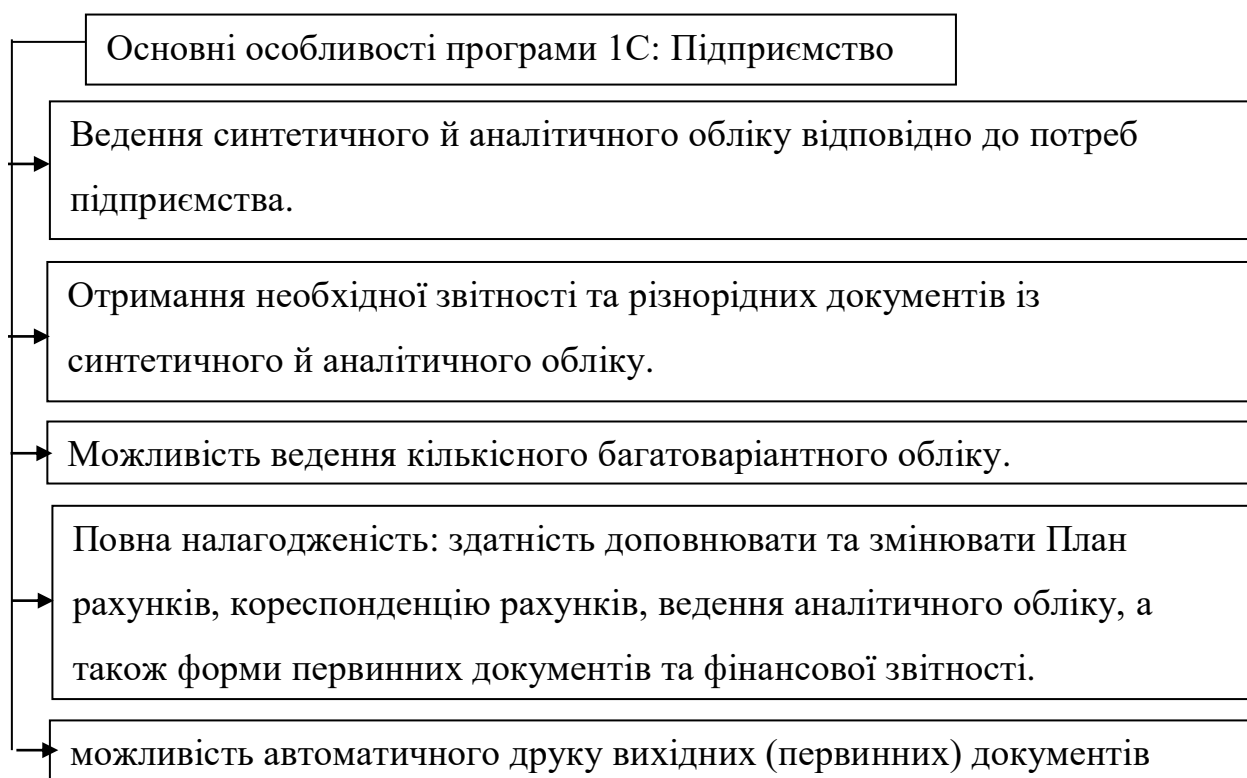 Основні особливості програми 1С: Підприємство
Ведення синтетичного й аналітичного обліку відповідно до потреб
підприємства.
Отримання необхідної звітності та різнорідних документів із
синтетичного й аналітичного обліку.
Можливість ведення кількісного багатоваріантного обліку.
Повна налагодженість: здатність доповнювати та змінювати План
рахунків, кореспонденцію рахунків, ведення аналітичного обліку, а
також форми первинних документів та фінансової звітності.
можливість автоматичного друку вихідних (первинних) документів